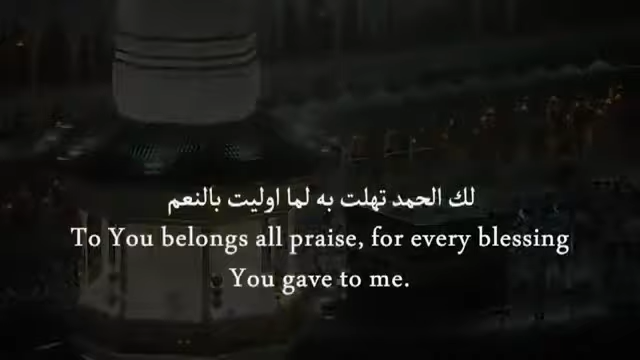 لك الحمد تهلت به لما اوليت بالنعم
To You belongs all praise, for every blessing
You gave to me.